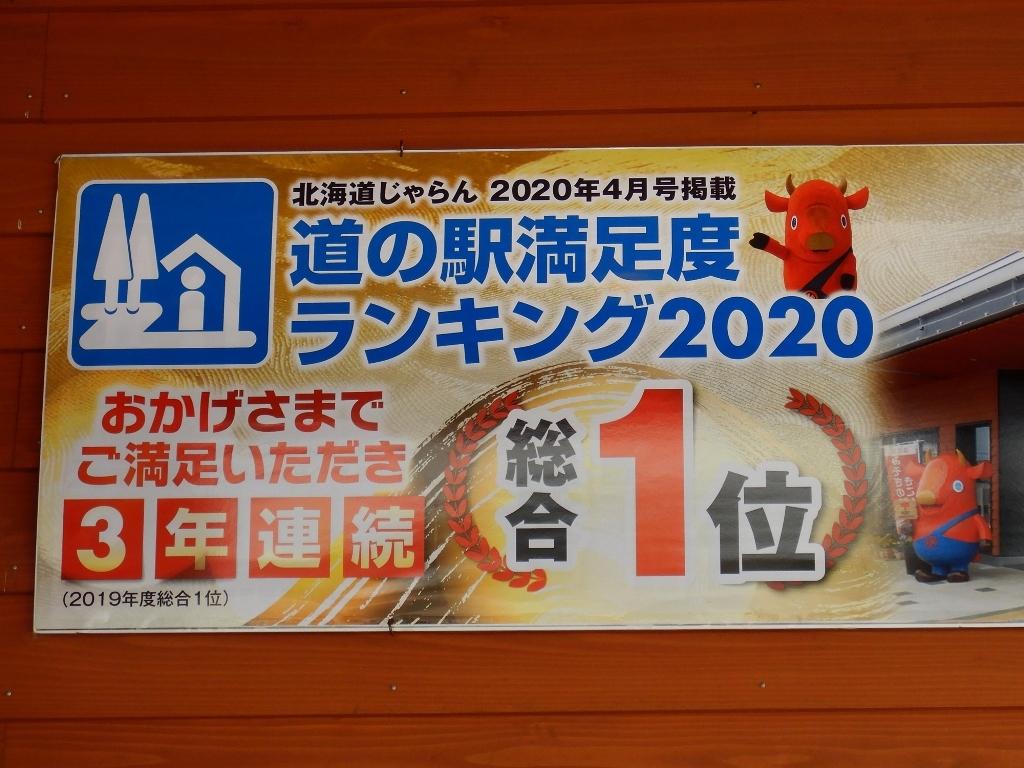 北海道じゃらん 2020年4月号掲載
道の駅満足度
ランキング2020
おかげさまで
ご満足いただき
3年連続
(2019年度総合1位)
総合1位